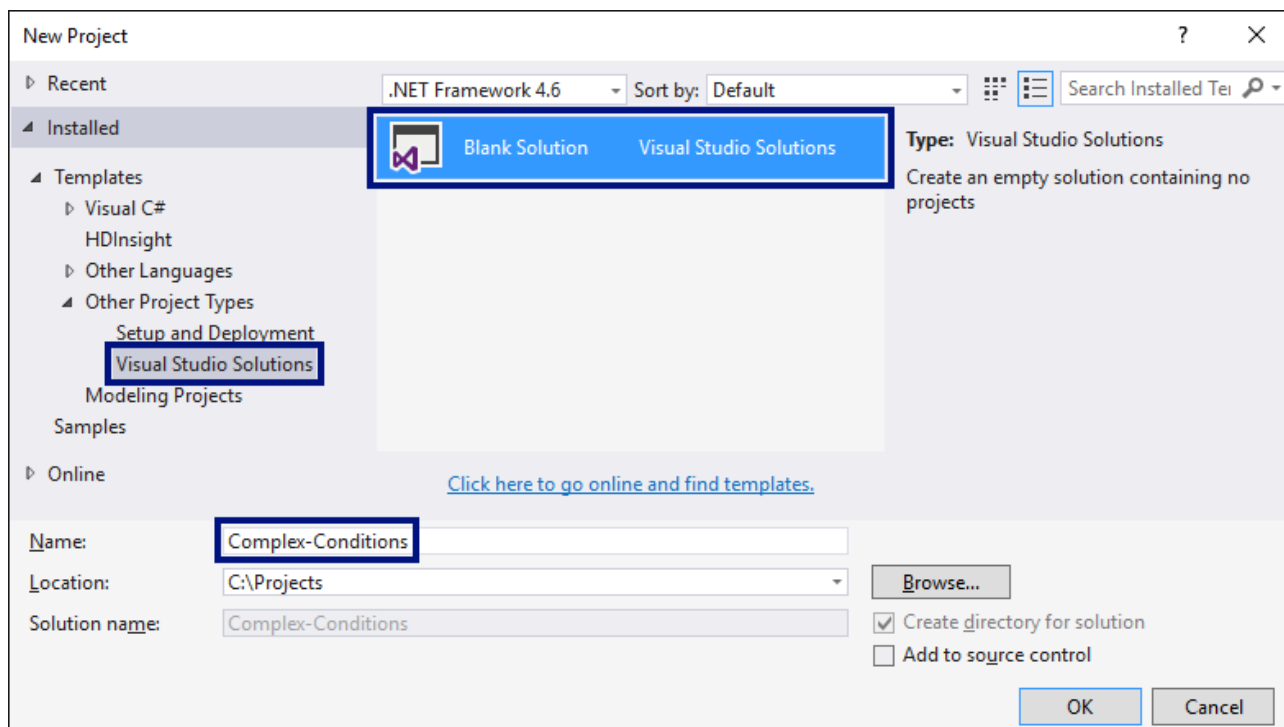 New Project
?
Recent
.NET Framework 4.6
Sort by: Default
Search Installed Te
Installed
Blank Solution
Visual Studio Solutions
Type: Visual Studio Solutions
Create an empty solution containing no
projects
Templates
Visual C#
HDInsight
Other Languages
Other Project Types
Setup and Deployment
Visual Studio Solutions
Modeling Projects
Samples
Online
Click here to go online and find templates.
Name:
Complex-Conditions
Location:
C:\Projects
Browse...
Solution name:
Complex-Conditions
Create directory for solution
Add to source control
OK
Cancel